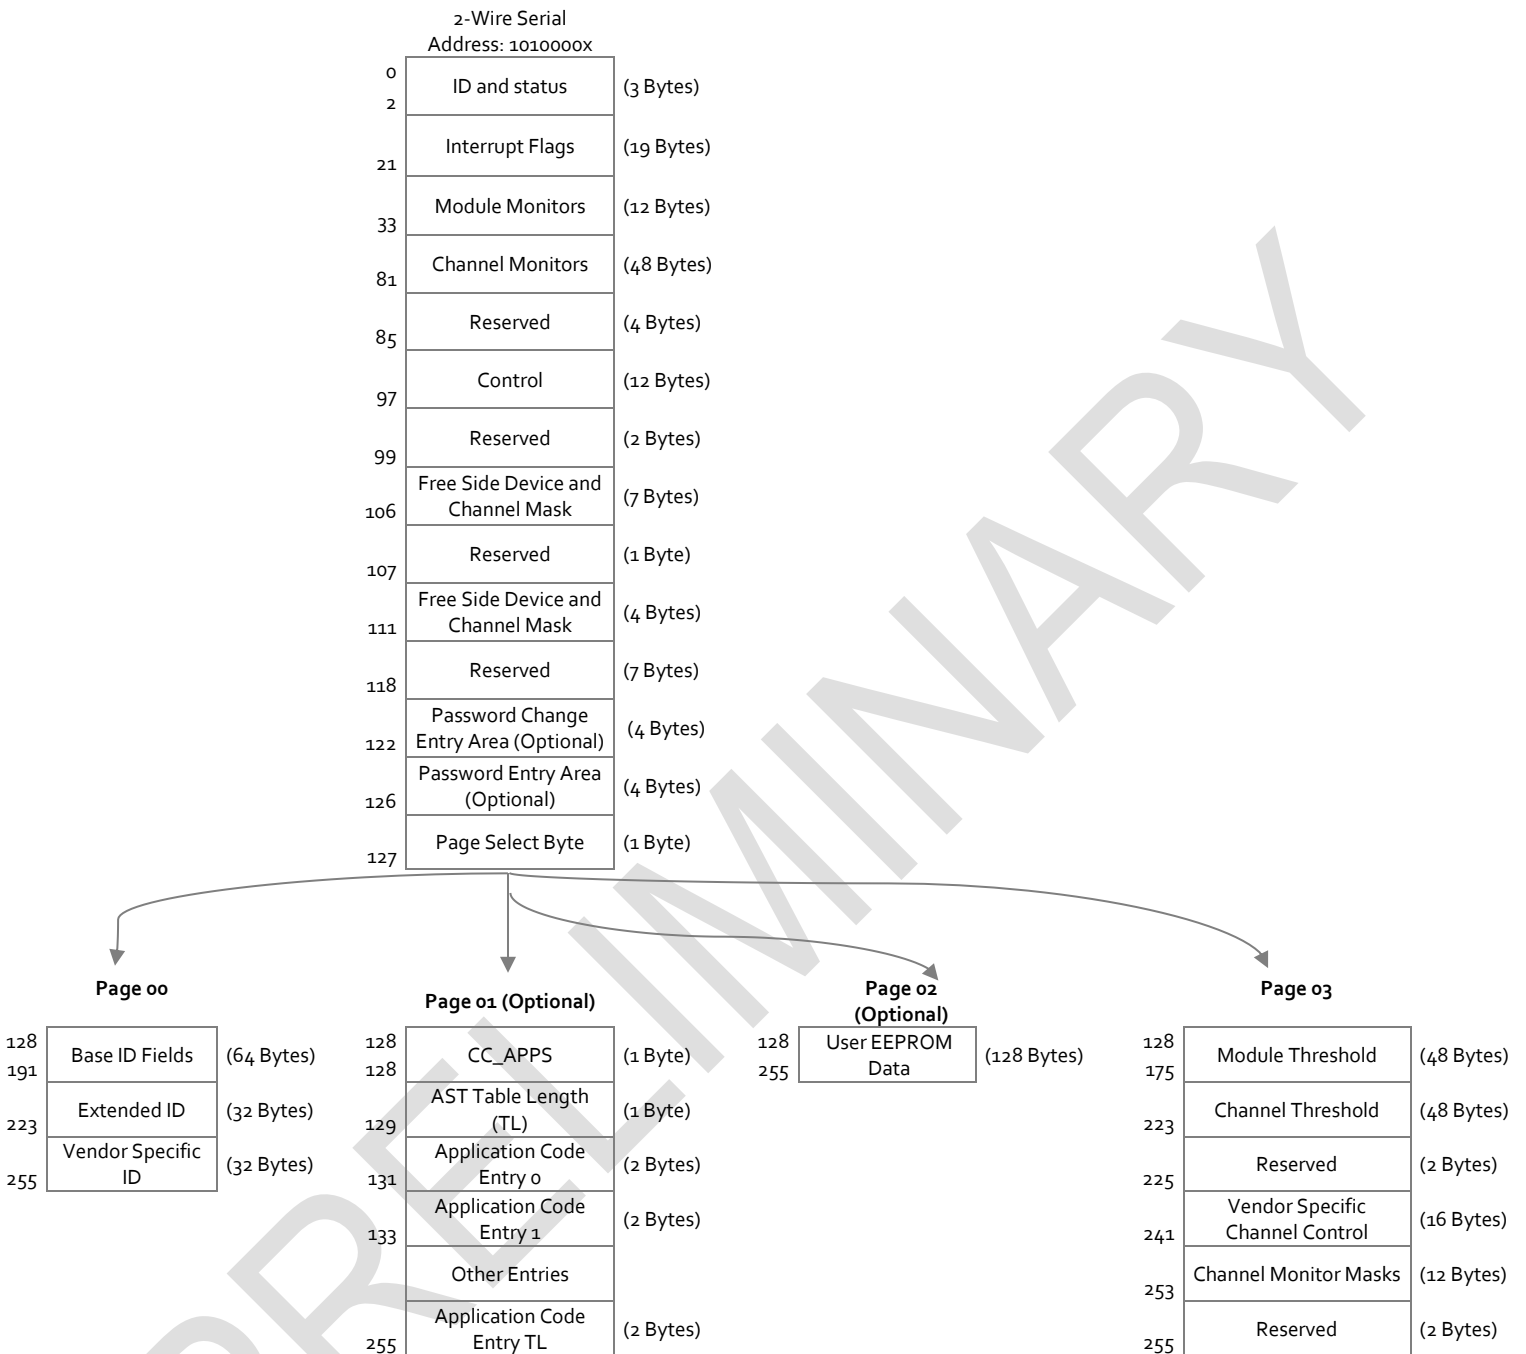 2-Wire Serial
Address: 1010000x
0
2
ID and status
(3 Bytes)
21
Interrupt Flags
(19 Bytes)
33
Module Monitors
(12 Bytes)
81
Channel Monitors
(48 Bytes)
85
Reserved
(4 Bytes)
97
Control
(12 Bytes)
99
Reserved
(2 Bytes)
106
Free Side Device and
Channel Mask
(7 Bytes)
107
Reserved
(1 Byte)
111
Free Side Device and
Channel Mask
(4 Bytes)
118
Reserved
(7 Bytes)
122
Password Change
Entry Area (Optional)
(4 Bytes)
126
Password Entry Area
(Optional)
(4 Bytes)
127
Page Select Byte
(1 Byte)
Page 00
128
191
Base ID Fields
(64 Bytes)
223
Extended ID
(32 Bytes)
255
Vendor Specific
ID
(32 Bytes)
Page 01 (Optional)
128
128
CC_APPS
(1 Byte)
129
AST Table Length
(TL)
(1 Byte)
131
Application Code
Entry 0
(2 Bytes)
133
Application Code
Entry 1
(2 Bytes)
Other Entries
255
Application Code
Entry TL
(2 Bytes)
Page 02
(Optional)
128
255
User EEPROM
Data
(128 Bytes)
Page 03
128
175
Module Threshold
(48 Bytes)
223
Channel Threshold
(48 Bytes)
225
Reserved
(2 Bytes)
241
Vendor Specific
Channel Control
(16 Bytes)
253
Channel Monitor Masks
(12 Bytes)
255
Reserved
(2 Bytes)
PRELIMINARY